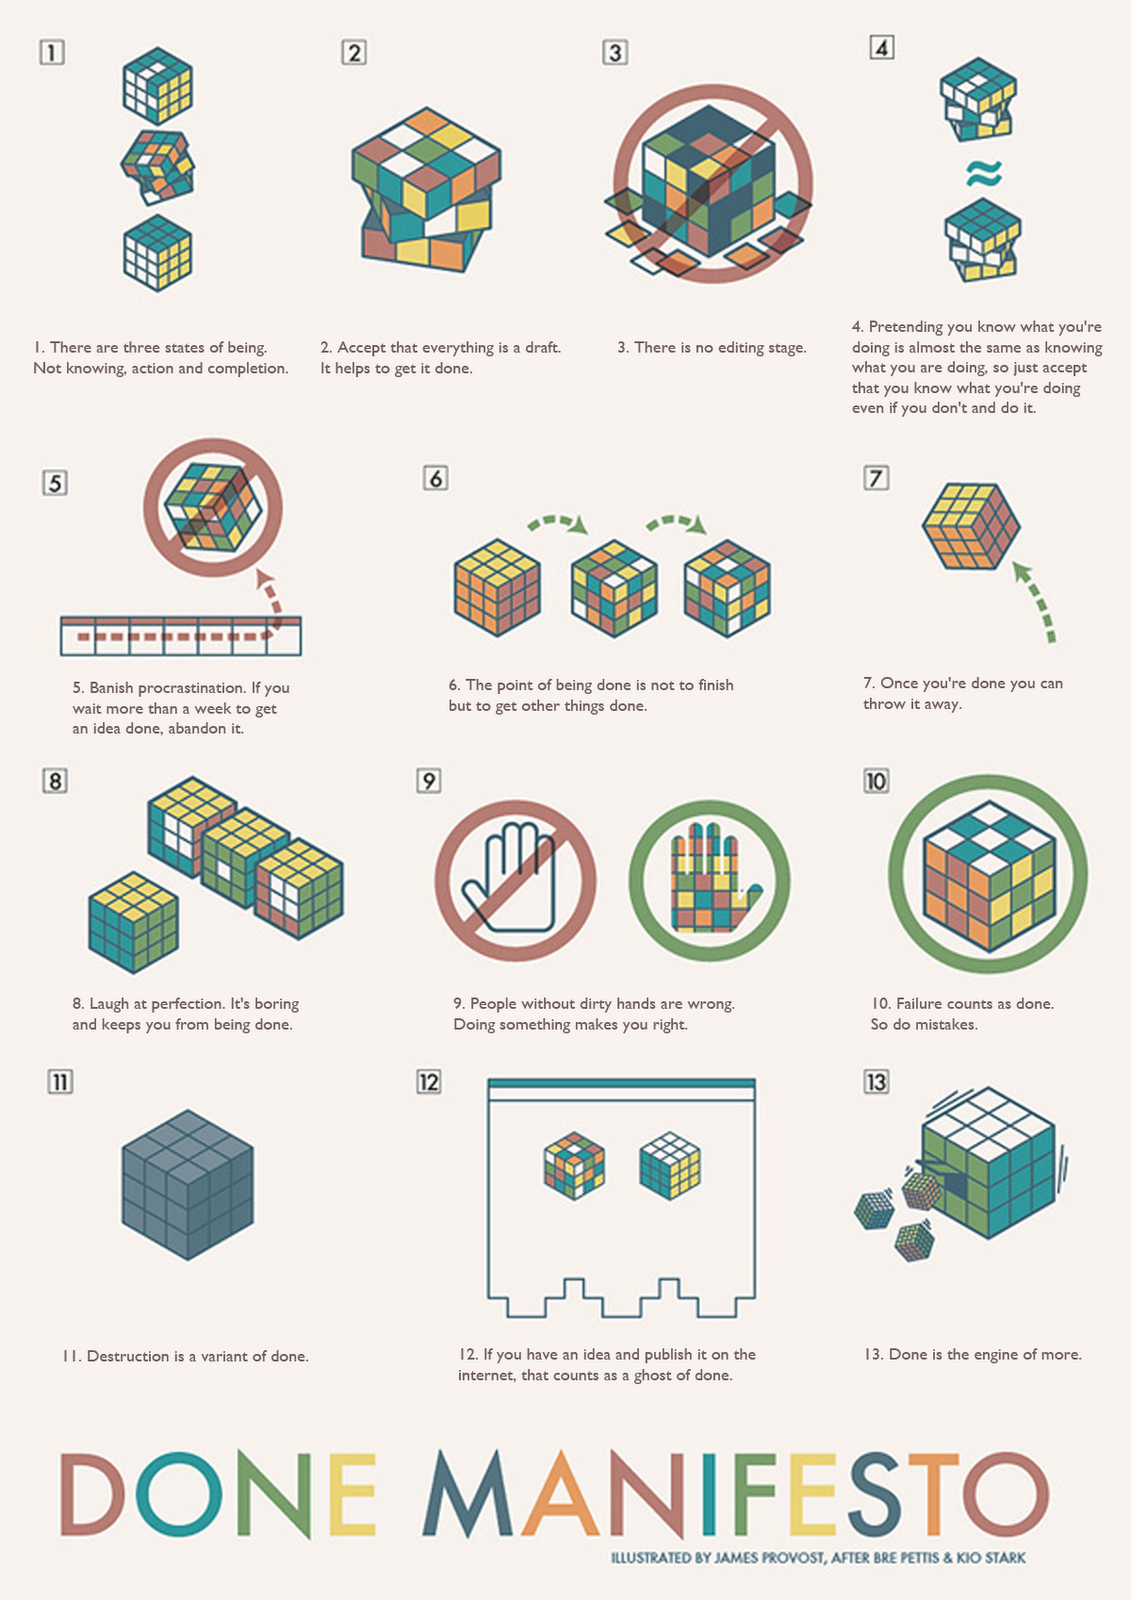 1
2
3
4
1. There are three states of being.
Not knowing, action and completion.
2. Accept that everything is a draft.
It helps to get it done.
3. There is no editing stage.
4. Pretending you know what you're
doing is almost the same as knowing
what you are doing, so just accept
that you know what you're doing
even if you don't and do it.
5
6
7
5. Banish procrastination. If you
wait more than a week to get
an idea done, abandon it.
6. The point of being done is not to finish
but to get other things done.
7. Once you're done you can
throw it away.
8
9
10
8. Laugh at perfection. It's boring
and keeps you from being done.
9. People without dirty hands are wrong.
Doing something makes you right.
10. Failure counts as done.
So do mistakes.
11
12
13
11. Destruction is a variant of done.
12. If you have an idea and publish it on the
internet, that counts as a ghost of done.
13. Done is the engine of more.
DONE MANIFESTO
ILLUSTRATED BY JAMES PROVOST, AFTER BRE PETTIS & KIO STARK